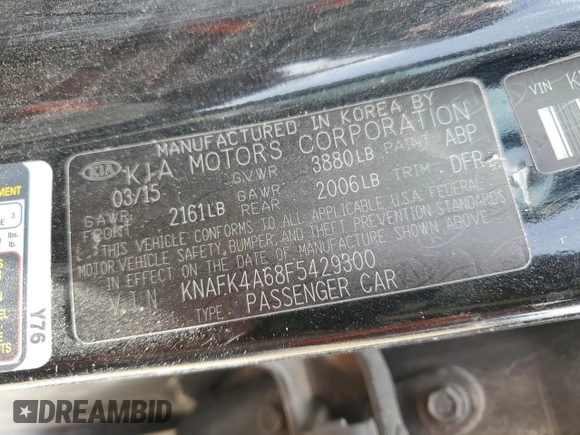 MANUFACTURED IN KOREA BY
KIA KIA MOTORS CORPORATION
03/15 GVWR 3880LB PAINT ABP
GAWR FRONT 2161LB GAWR REAR 2006LB TRIM DFR
THIS VEHICLE CONFORMS TO ALL APPLICABLE U.S.A. FEDERAL
MOTOR VEHICLE SAFETY, BUMPER, AND THEFT PREVENTION STANDARDS
IN EFFECT ON THE DATE OF MANUFACTURE SHOWN ABOVE.
V.I.N KNAFK4A68F5429300
TYPE: PASSENGER CAR
VIN K
Y76
3
DREAMBID